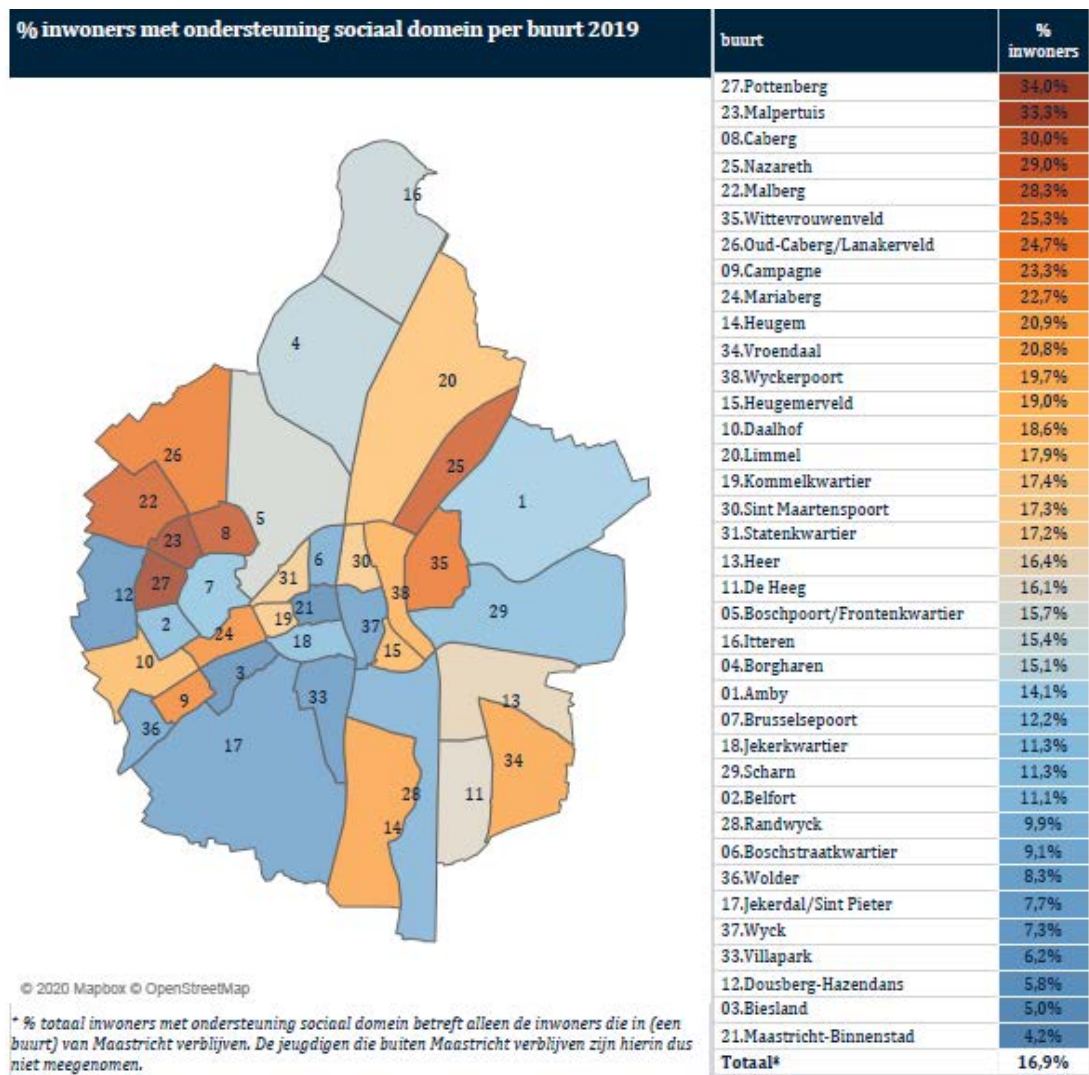 % inwoners met ondersteuning sociaal domein per buurt 2019
16
4
20
26
25
22
1
5
8
23
6
30
35
31
27
7
12
38
29
21
19
2
37
24
18
15
10
3
9
33
13
36
17
34
28
11
14
© 2020 Mapbox © OpenStreetMap
* % totaal inwoners met ondersteuning sociaal domein betreft alleen de inwoners die in (een
buurt) van Maastricht verblijven. De jeugdigen die buiten Maastricht verblijven zijn hierin dus
niet meegenomen.
buurt % inwoners
27.Pottenberg 34,0%
23.Malpertuis 33,3%
08.Caberg 30,0%
25.Nazareth 29,0%
22.Malberg 28,3%
35.Wittevrouwenveld 25,3%
26.Oud-Caberg/Lanakerveld 24,7%
09.Campagne 23,3%
24.Mariaberg 22,7%
14.Heugem 20,9%
34.Vroendaal 20,8%
38.Wyckerpoort 19,7%
15.Heugemerveld 19,0%
10.Daalhof 18,6%
20.Limmel 17,9%
19.Kommelkwartier 17,4%
30.Sint Maartenspoort 17,3%
31.Statenkwartier 17,2%
13.Heer 16,4%
11.De Heeg 16,1%
05.Boschpoort/Frontenkwartier 15,7%
16.Itteren 15,4%
04.Borgharen 15,1%
01.Amby 14,1%
07.Brusselsepoort 12,2%
18.Jekerkwartier 11,3%
29.Scharn 11,3%
02.Belfort 11,1%
28.Randwyck 9,9%
06.Boschstraatkwartier 9,1%
36.Wolder 8,3%
17.Jekerdal/Sint Pieter 7,7%
37.Wyck 7,3%
33.Villapark 6,2%
12.Dousberg-Hazendans 5,8%
03.Biesland 5,0%
21.Maastricht-Binnenstad 4,2%
Totaal* 16,9%